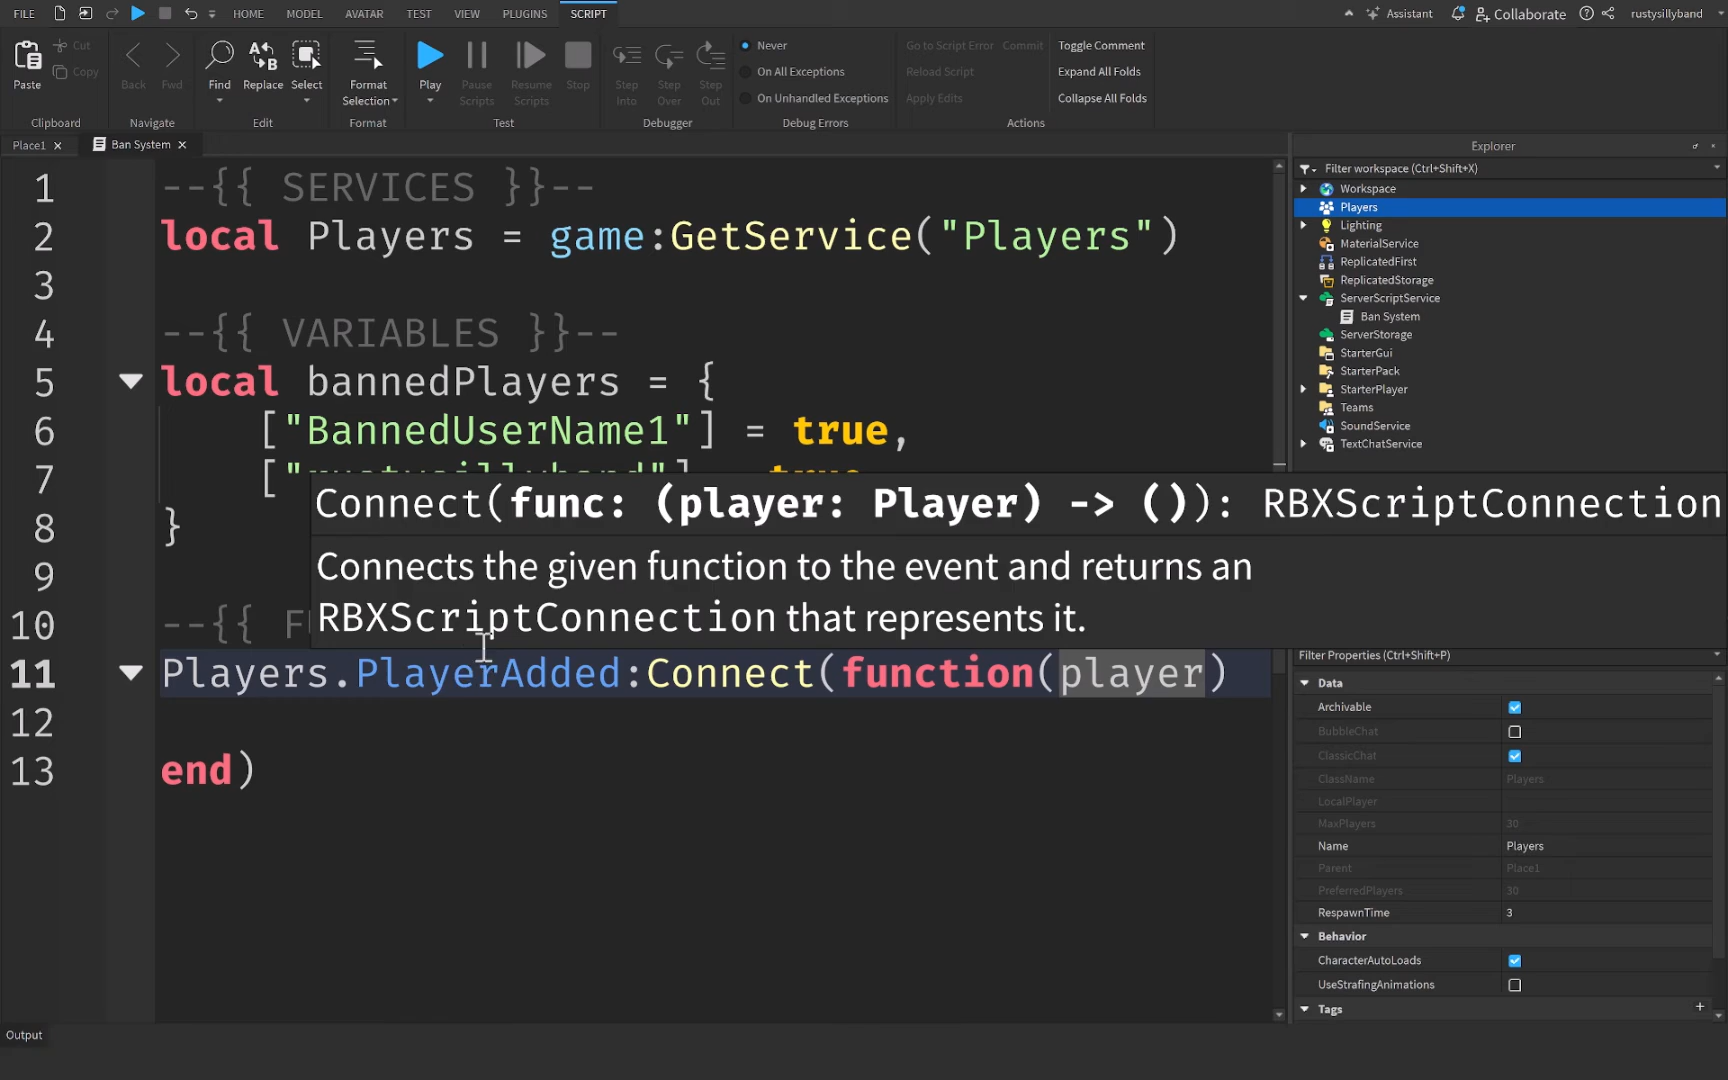 FILE HOME MODEL AVATAR TEST VIEW PLUGINS SCRIPT Assistant Collaborate rustysillyband
Paste Cut Copy Back Fwd Find Replace Select Format Selection Play Pause Scripts Resume Scripts Stop Step Into Step Over Step Out
Never
On All Exceptions
On Unhandled Exceptions
Go to Script Error Commit
Reload Script
Apply Edits
Toggle Comment
Expand All Folds
Collapse All Folds
Clipboard Navigate Edit Format Test Debugger Debug Errors Actions
Place1 Ban System
1 --{{ SERVICES }}--
2 local Players = game:GetService("Players")
3
4 --{{ VARIABLES }}--
5 local bannedPlayers = {
6 ["BannedUserName1"] = true,
7 ["
8 }
9
10 --{{ F
11 Players.PlayerAdded:Connect(function(player)
12
13 end)
Connect(func: (player: Player) -> ()): RBXScriptConnection
Connects the given function to the event and returns an
RBXScriptConnection that represents it.
Explorer
Filter workspace (Ctrl+Shift+X)
Workspace
Players
Lighting
MaterialService
ReplicatedFirst
ReplicatedStorage
ServerScriptService
Ban System
ServerStorage
StarterGui
StarterPack
StarterPlayer
Teams
SoundService
TextChatService
Filter Properties (Ctrl+Shift+P)
Data
Archivable
BubbleChat
ClassicChat
ClassName Players
LocalPlayer
MaxPlayers 30
Name Players
Parent Place1
PreferredPlayers 30
RespawnTime 3
Behavior
CharacterAutoLoads
UseStrafingAnimations
Tags +
Output